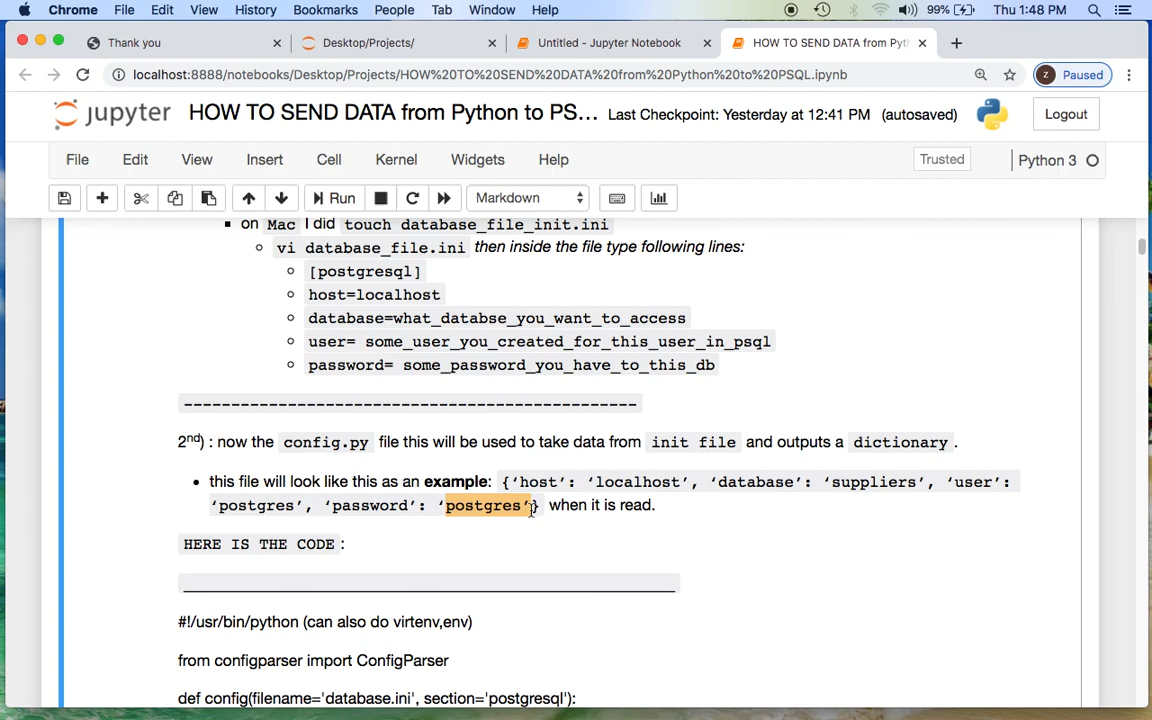 Chrome File Edit View History Bookmarks People Tab Window Help 99% Thu 1:48 PM
Thank you Desktop/Projects/ Untitled - Jupyter Notebook HOW TO SEND DATA from Pyth
localhost:8888/notebooks/Desktop/Projects/HOW%20TO%20SEND%20DATA%20from%20Python%20to%20PSQL.ipynb Z Paused
jupyter HOW TO SEND DATA from Python to PS... Last Checkpoint: Yesterday at 12:41 PM (autosaved) Logout
File Edit View Insert Cell Kernel Widgets Help Trusted Python 3
Run Markdown
on Mac I did touch database_file_init.ini
vi database_file.ini then inside the file type following lines:
[postgresql]
host=localhost
database=what_databse_you_want_to_access
user= some_user_you_created_for_this_user_in_psql
password= some_password_you_have_to_this_db
------------------------------------------------
2nd) : now the config.py file this will be used to take data from init file and outputs a dictionary.
this file will look like this as an example: {‘host’: ‘localhost’, ‘database’: ‘suppliers’, ‘user’:
‘postgres’, ‘password’: ‘postgres’} when it is read.
HERE IS THE CODE:
____________________________________________________
#!/usr/bin/python (can also do virtenv,env)
from configparser import ConfigParser
def config(filename='database.ini', section='postgresql'):